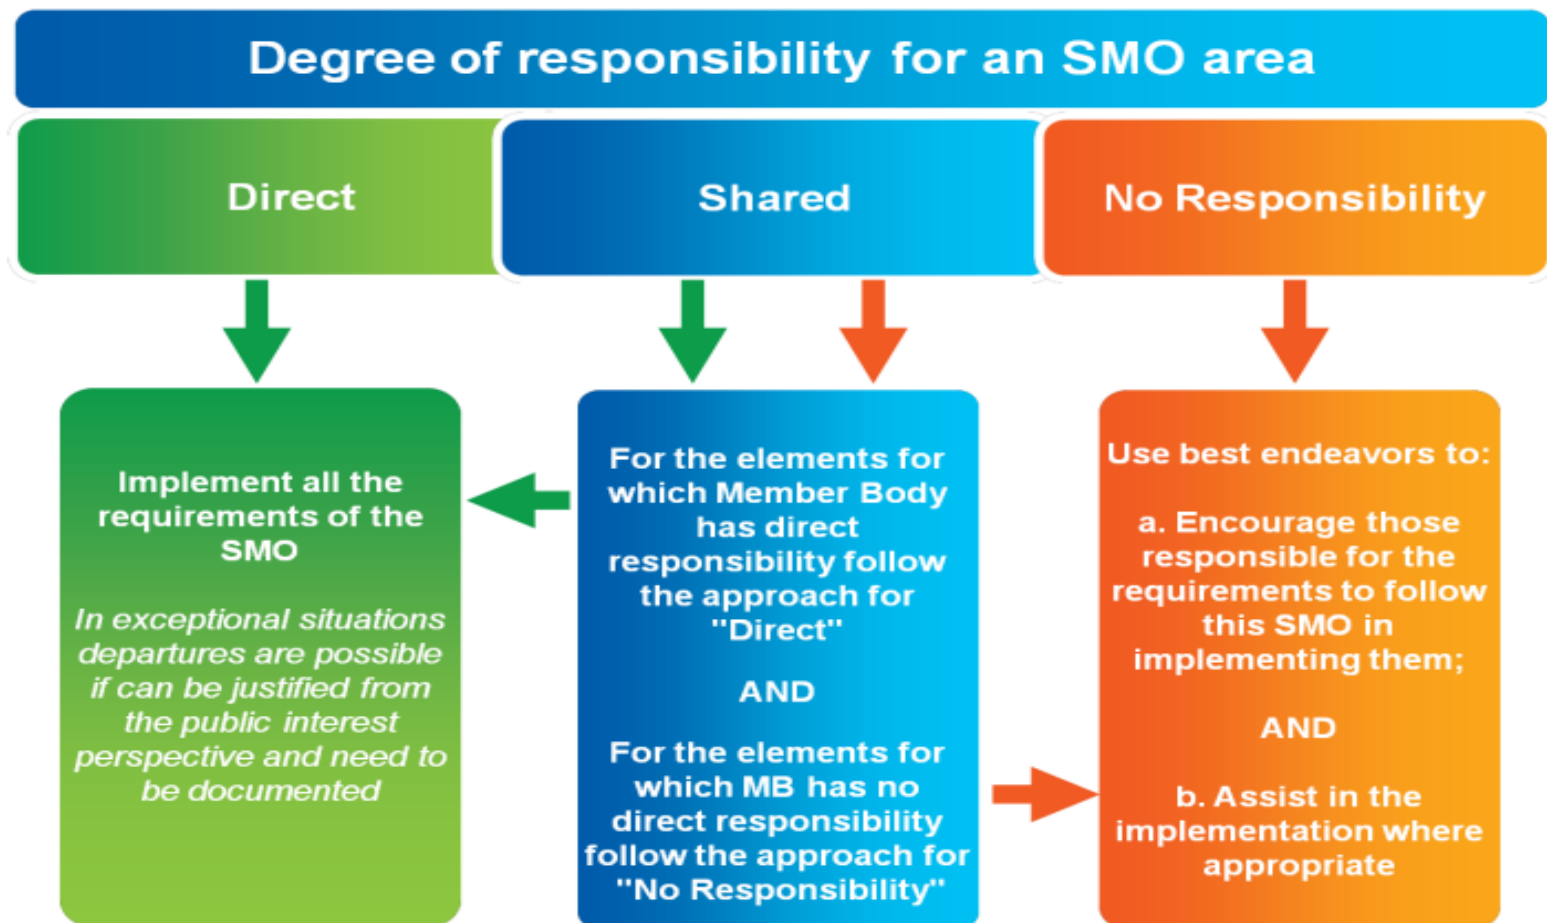 Degree of responsibility for an SMO area
Direct
Shared
No Responsibility
Implement all the
requirements of the
SMO
In exceptional situations
departures are possible
if can be justified from
the public interest
perspective and need to
be documented
For the elements for
which Member Body
has direct
responsibility follow
the approach for
"Direct"
AND
For the elements for
which MB has no
direct responsibility
follow the approach for
"No Responsibility"
Use best endeavors to:
a. Encourage those
responsible for the
requirements to follow
this SMO in
implementing them;
AND
b. Assist in the
implementation where
appropriate